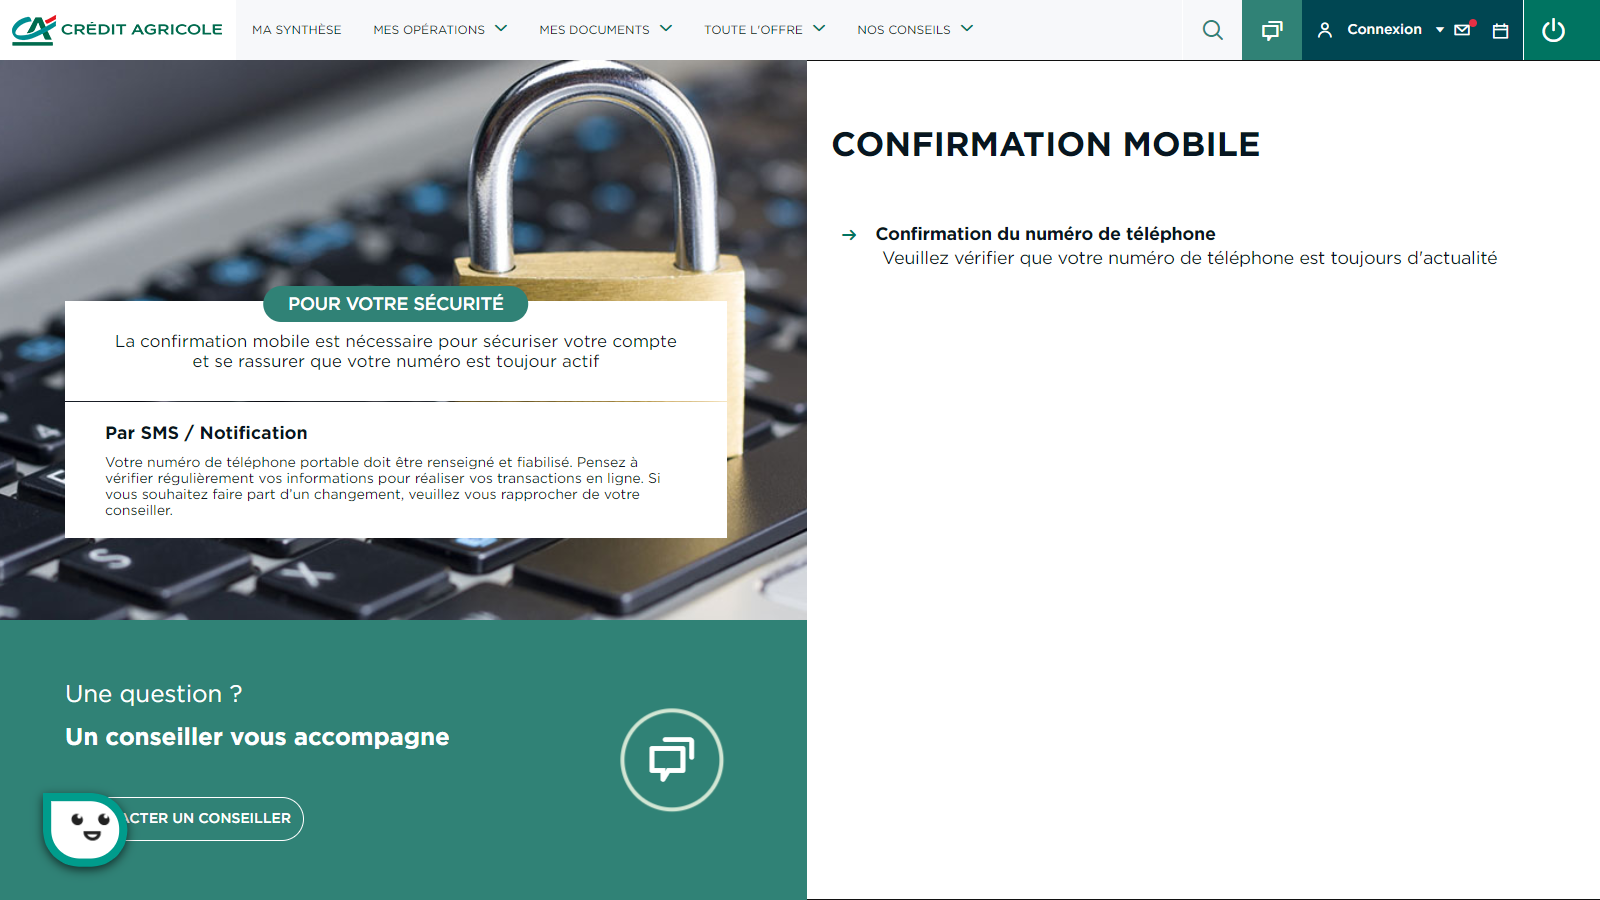 CRÉDIT AGRICOLE
MA SYNTHÈSE
MES OPÉRATIONS
MES DOCUMENTS
TOUTE L'OFFRE
NOS CONSEILS
Connexion
POUR VOTRE SÉCURITÉ
La confirmation mobile est nécessaire pour sécuriser votre compte
et se rassurer que votre numéro est toujour actif
Par SMS / Notification
Votre numéro de téléphone portable doit être renseigné et fiabilisé. Pensez à
vérifier régulièrement vos informations pour réaliser vos transactions en ligne. Si
vous souhaitez faire part d'un changement, veuillez vous rapprocher de votre
conseiller.
S
X
Une question ?
Un conseiller vous accompagne
ACTER UN CONSEILLER
CONFIRMATION MOBILE
Confirmation du numéro de téléphone
Veuillez vérifier que votre numéro de téléphone est toujours d'actualité